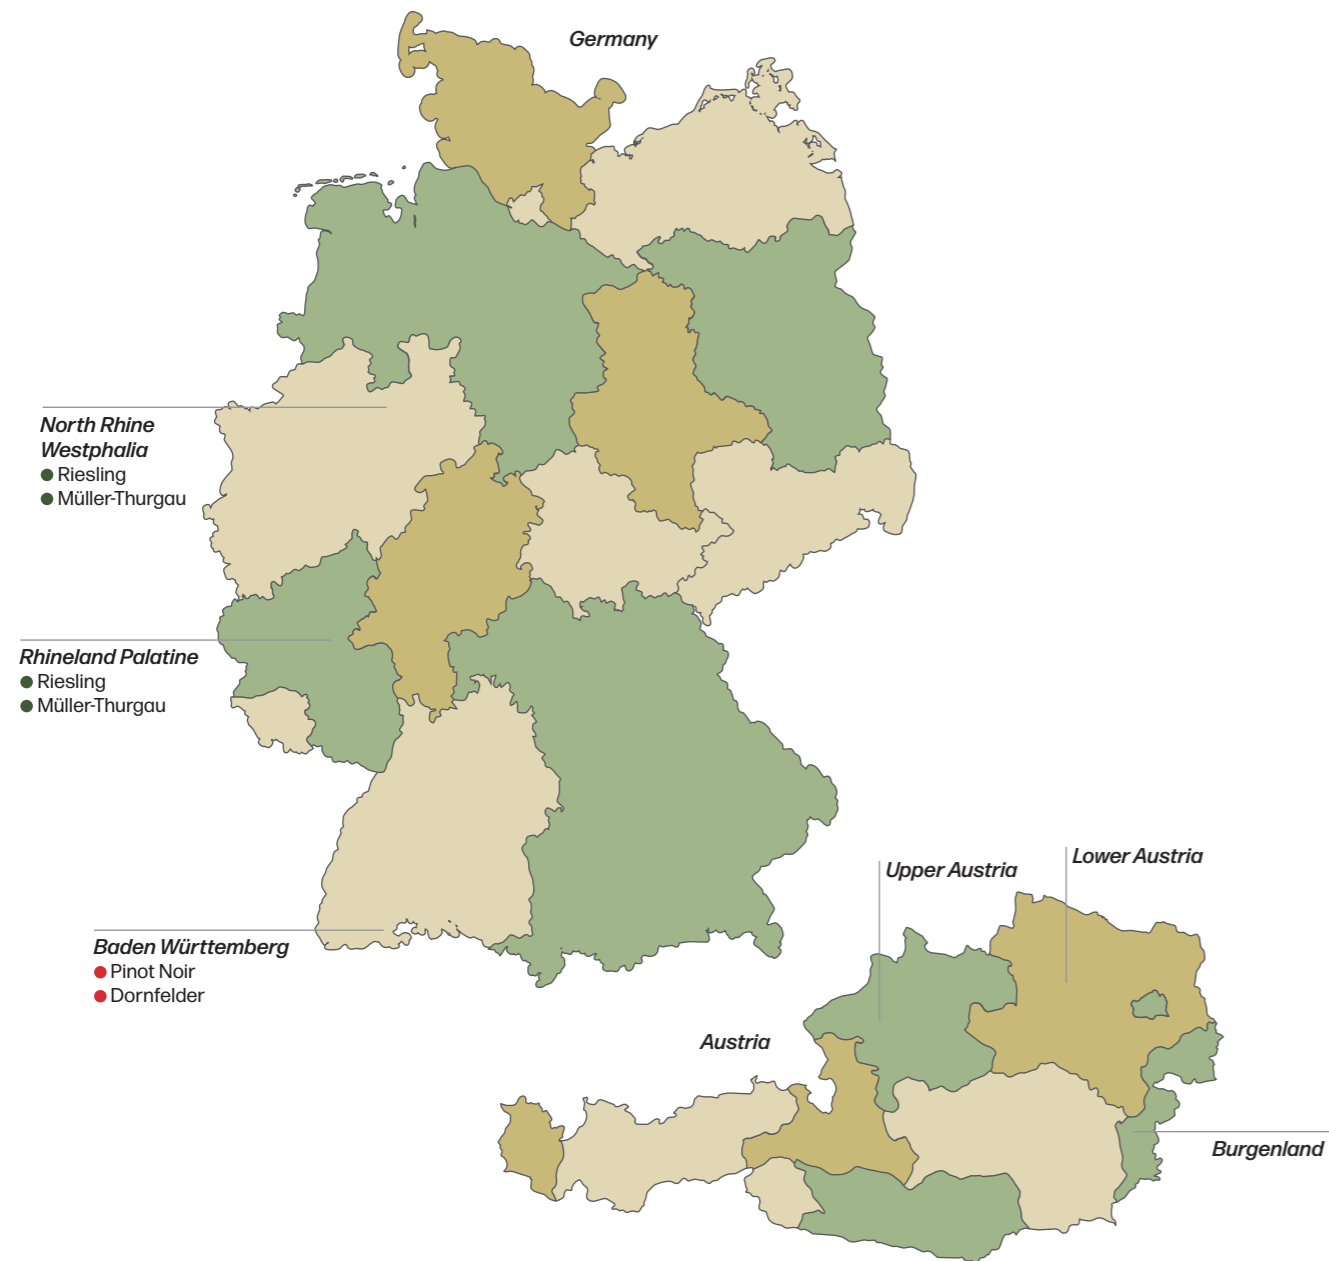 Germany
North Rhine
Westphalia
Riesling
Müller-Thurgau
Rhineland Palatine
Riesling
Müller-Thurgau
Baden Württemberg
Pinot Noir
Dornfelder
Upper Austria
Lower Austria
Austria
Burgenland